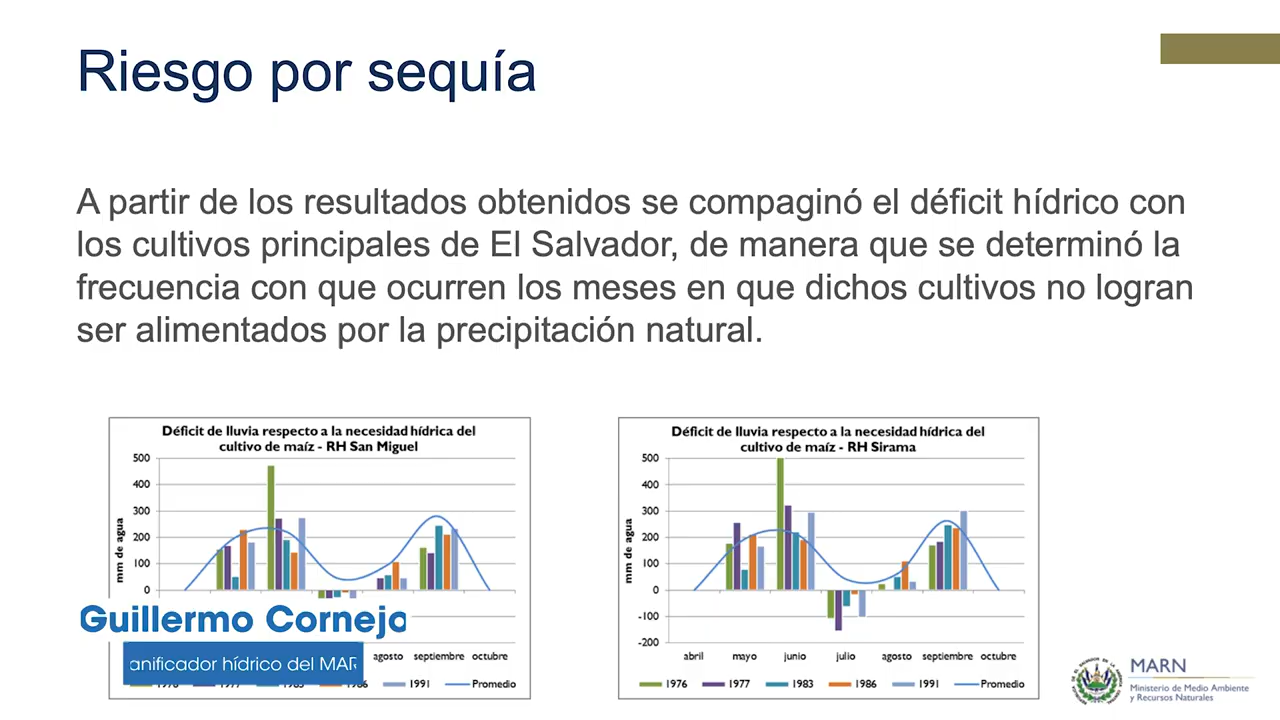 Riesgo por sequía
A partir de los resultados obtenidos se compaginó el déficit hídrico con
los cultivos principales de El Salvador, de manera que se determinó la
frecuencia con que ocurren los meses en que dichos cultivos no logran
ser alimentados por la precipitación natural.
Déficit de lluvia respecto a la necesidad hídrica del
cultivo de maíz - RH San Miguel
500
400
300
200
100
0
mm de agua
agosto septiembre octubre
1991 Promedio
Déficit de lluvia respecto a la necesidad hídrica del
cultivo de maíz - RH Sirama
500
400
300
200
100
0
-100
-200
mm de agua
abril mayo junio julio agosto septiembre octubre
1976 1977 1983 1986 1991 Promedio
Guillermo Cornejo
anificador hídrico del MAR
MARN
Ministerio de Medio Ambiente
y Recursos Naturales